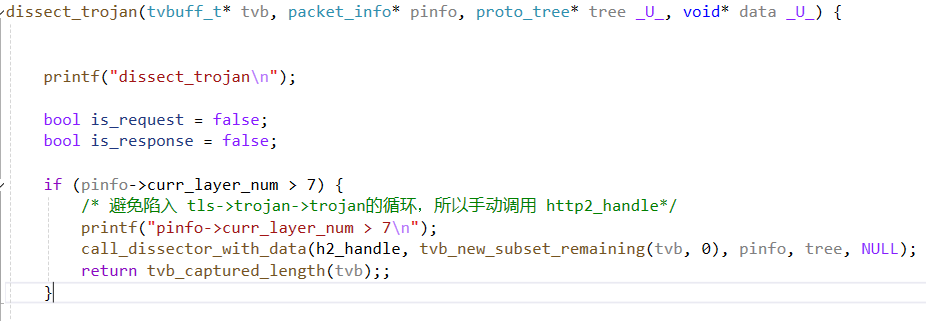 dissect_trojan(tvbuff_t* tvb, packet_info* pinfo, proto_tree* tree _U_, void* data _U_) {
printf("dissect_trojan\n");
bool is_request = false;
bool is_response = false;
if (pinfo->curr_layer_num > 7) {
/* 避免陷入 tls->trojan->trojan的循环，所以手动调用 http2_handle*/
printf("pinfo->curr_layer_num > 7\n");
call_dissector_with_data(h2_handle, tvb_new_subset_remaining(tvb, 0), pinfo, tree, NULL);
return tvb_captured_length(tvb);;
}